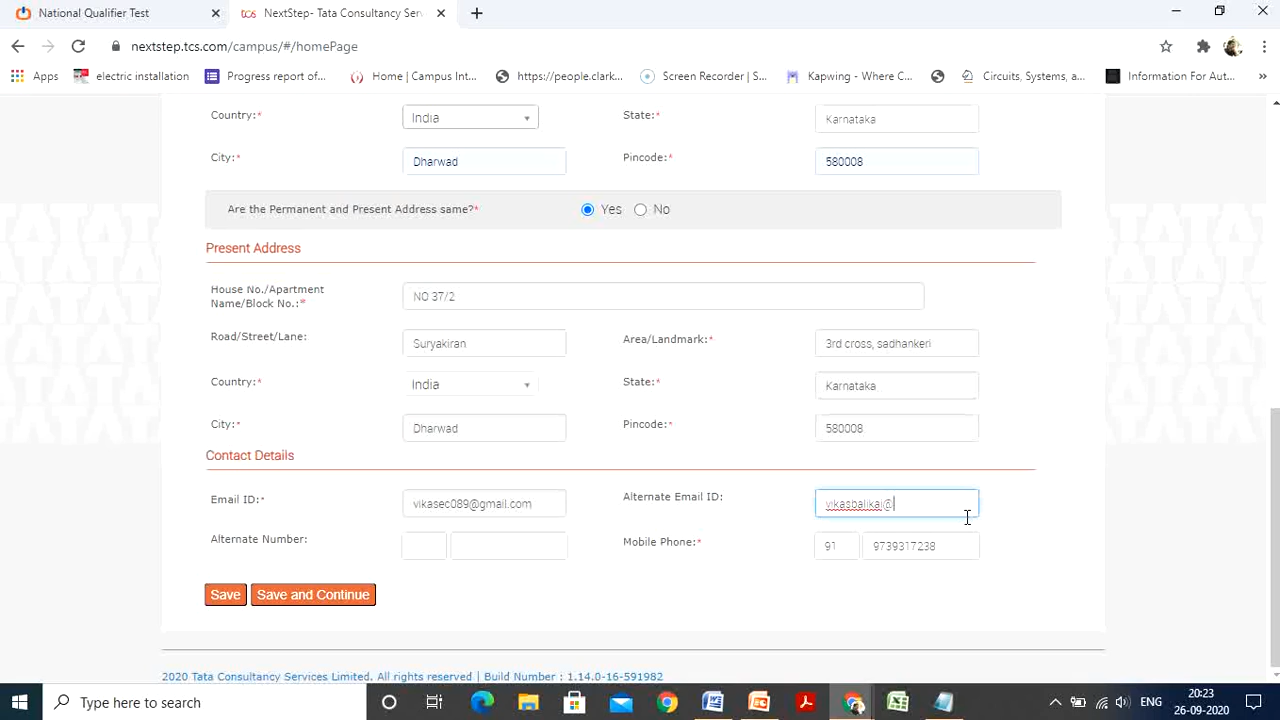 National Qualifier Test
tcs NextStep- Tata Consultancy Ser
nextstep.tcs.com/campus/#/homePage
Apps electric installation Progress report of... Home | Campus Int... https://people.clark... Screen Recorder | S... Kapwing - Where C... Circuits, Systems, a... Information For Aut... »
Country:* India State:* Karnataka
City:* Dharwad Pincode:* 580008
Are the Permanent and Present Address same?* Yes No
Present Address
House No./Apartment
Name/Block No.:* NO 37/2
Road/Street/Lane: Suryakiran Area/Landmark:* 3rd cross, sadhankeri
Country:* India State:* Karnataka
City:* Dharwad Pincode:* 580008
Contact Details
Email ID:* vikasec089@gmail.com Alternate Email ID: vikasbalikai@
Alternate Number: Mobile Phone:* 91 9739317238
Save Save and Continue
2020 Tata Consultancy Services Limited. All rights reserved | Build Number : 1.14.0-16-591982
Type here to search ENG 20:23
26-09-2020